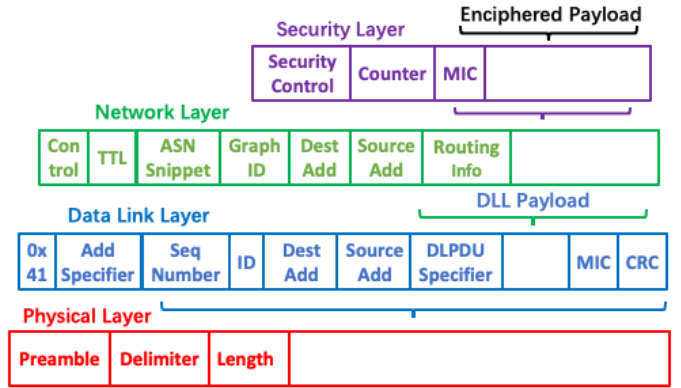 Enciphered Payload
Security Layer
Security Control Counter MIC
Network Layer
Con trol TTL ASN Snippet Graph ID Dest Add Source Add Routing Info
DLL Payload
Data Link Layer
0x 41 Add Specifier Seq Number ID Dest Add Source Add DLPDU Specifier MIC CRC
Physical Layer
Preamble Delimiter Length